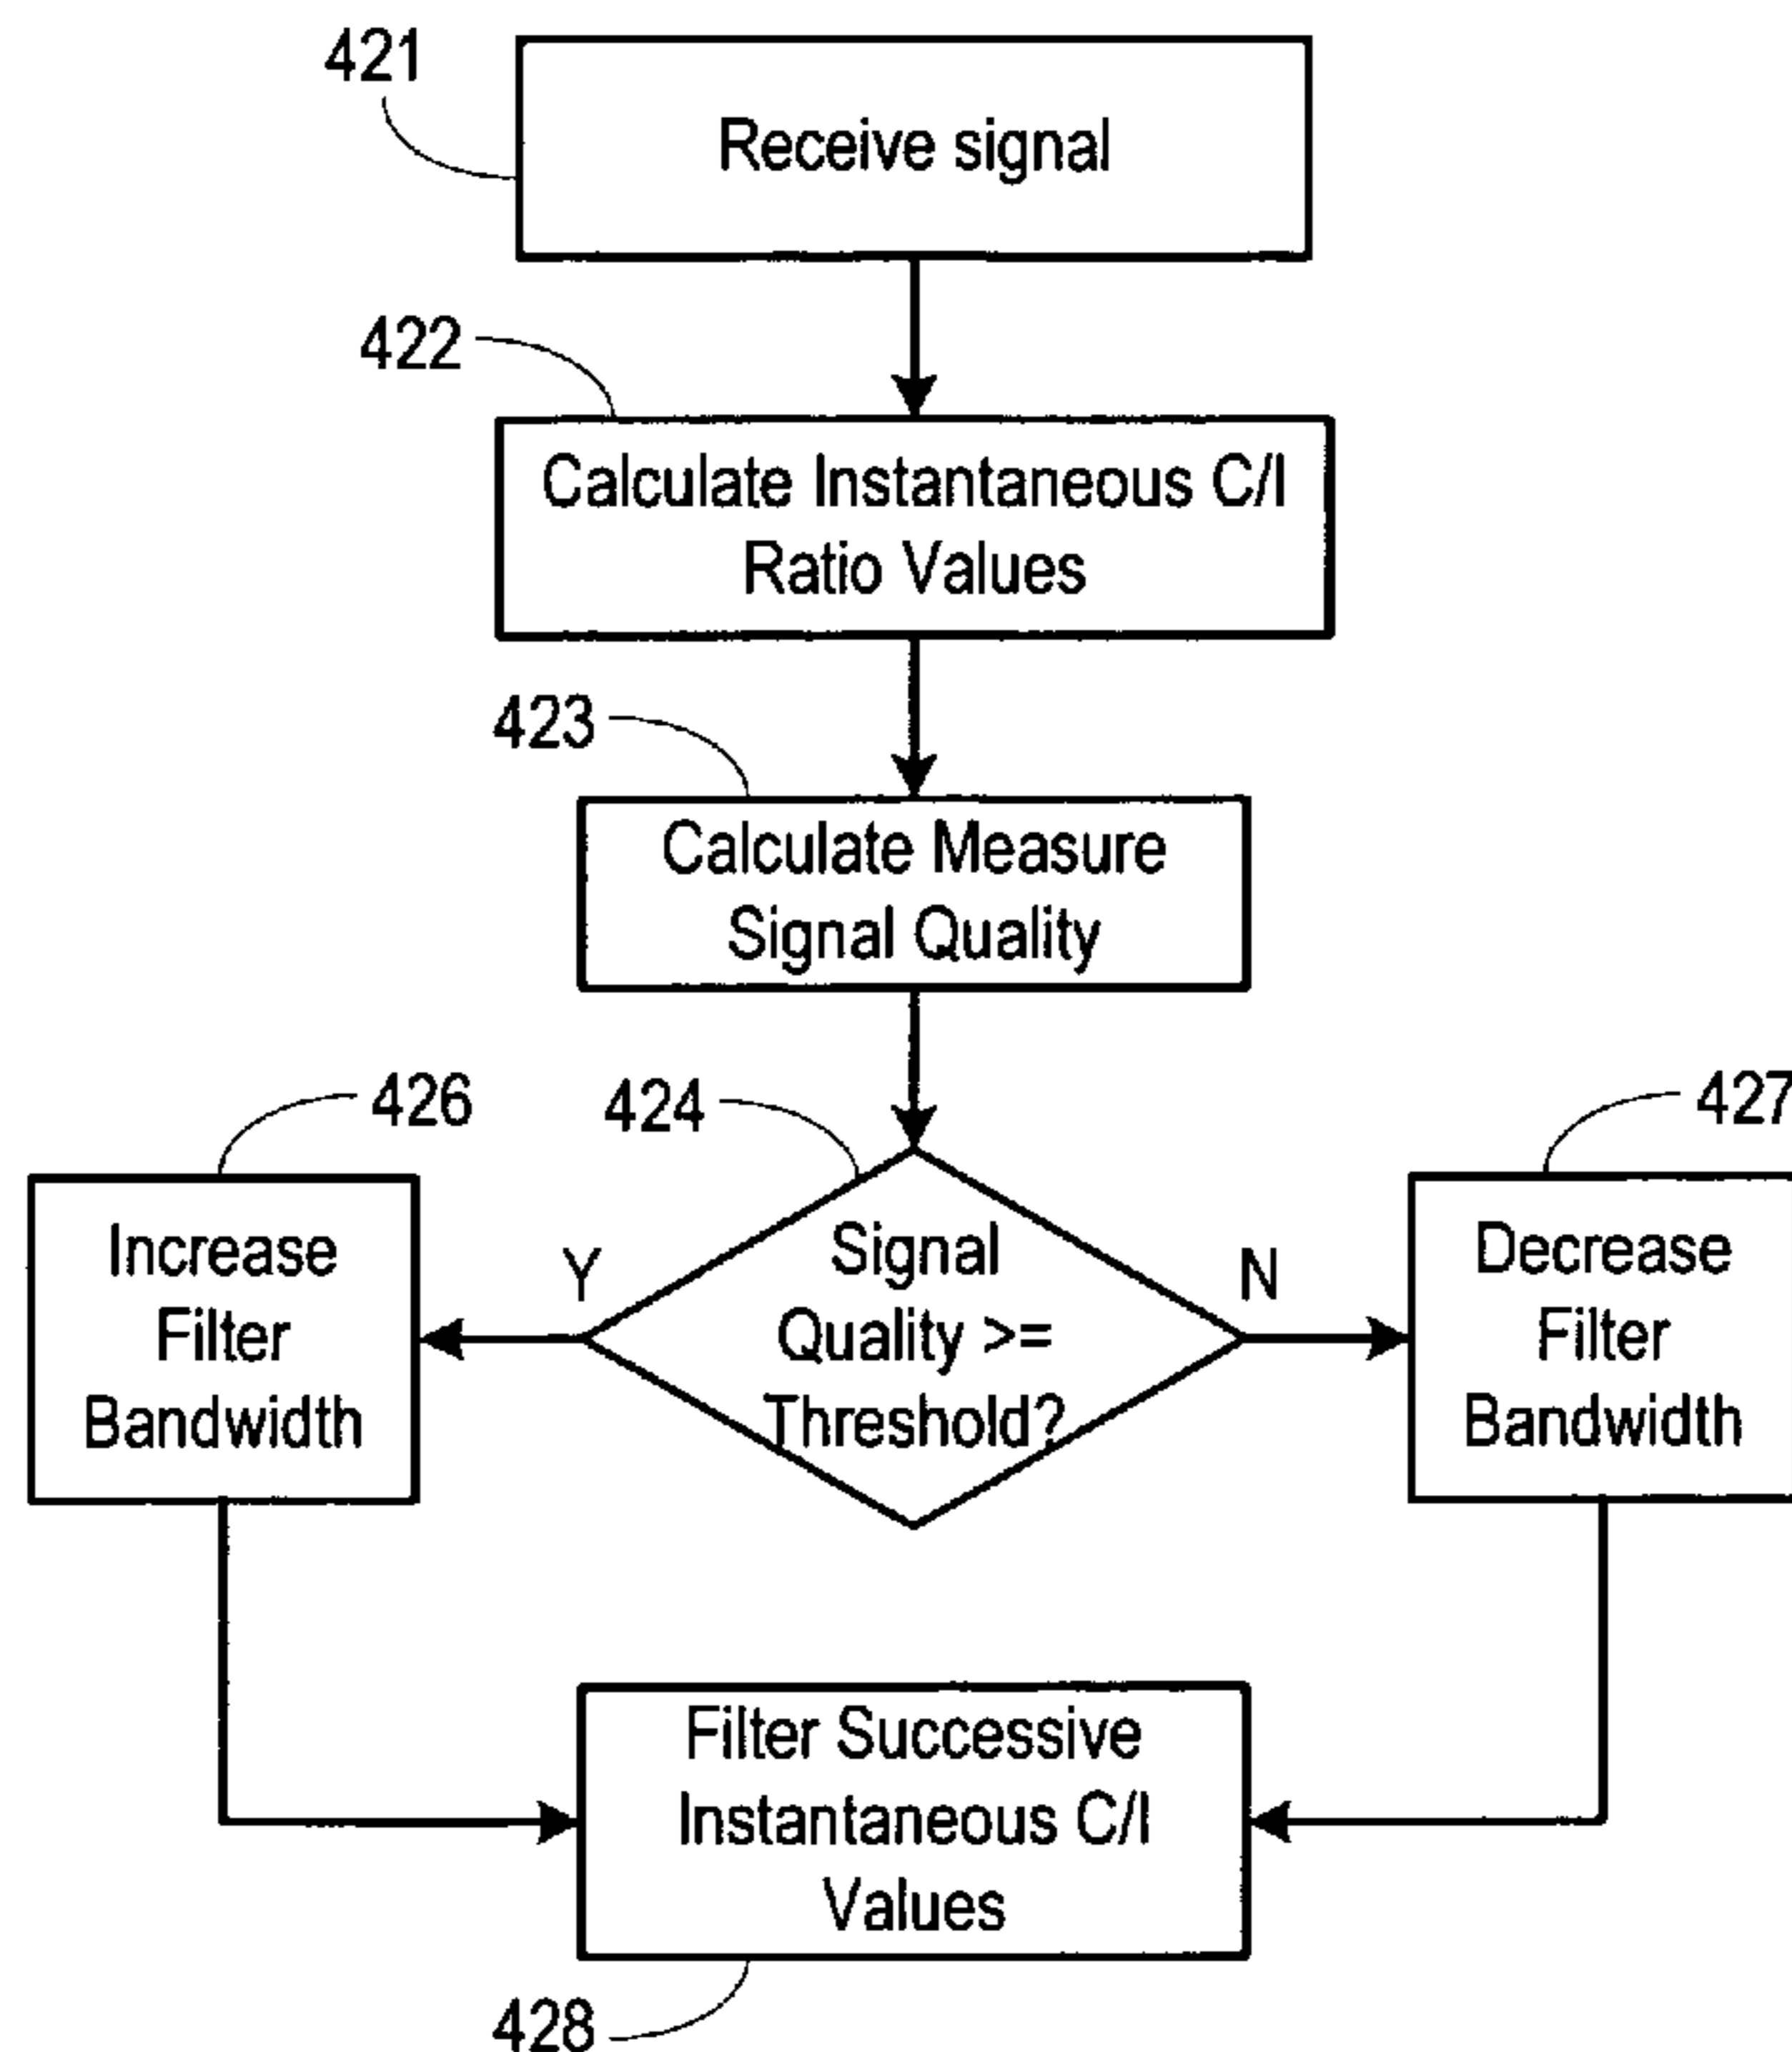 421
Receive signal
422
Calculate Instantaneous C/I
Ratio Values
423
Calculate Measure
Signal Quality
426
424
427
Increase
Filter
Bandwidth
Y
Signal
Quality >=
Threshold?
N
Decrease
Filter
Bandwidth
Filter Successive
Instantaneous C/I
Values
428